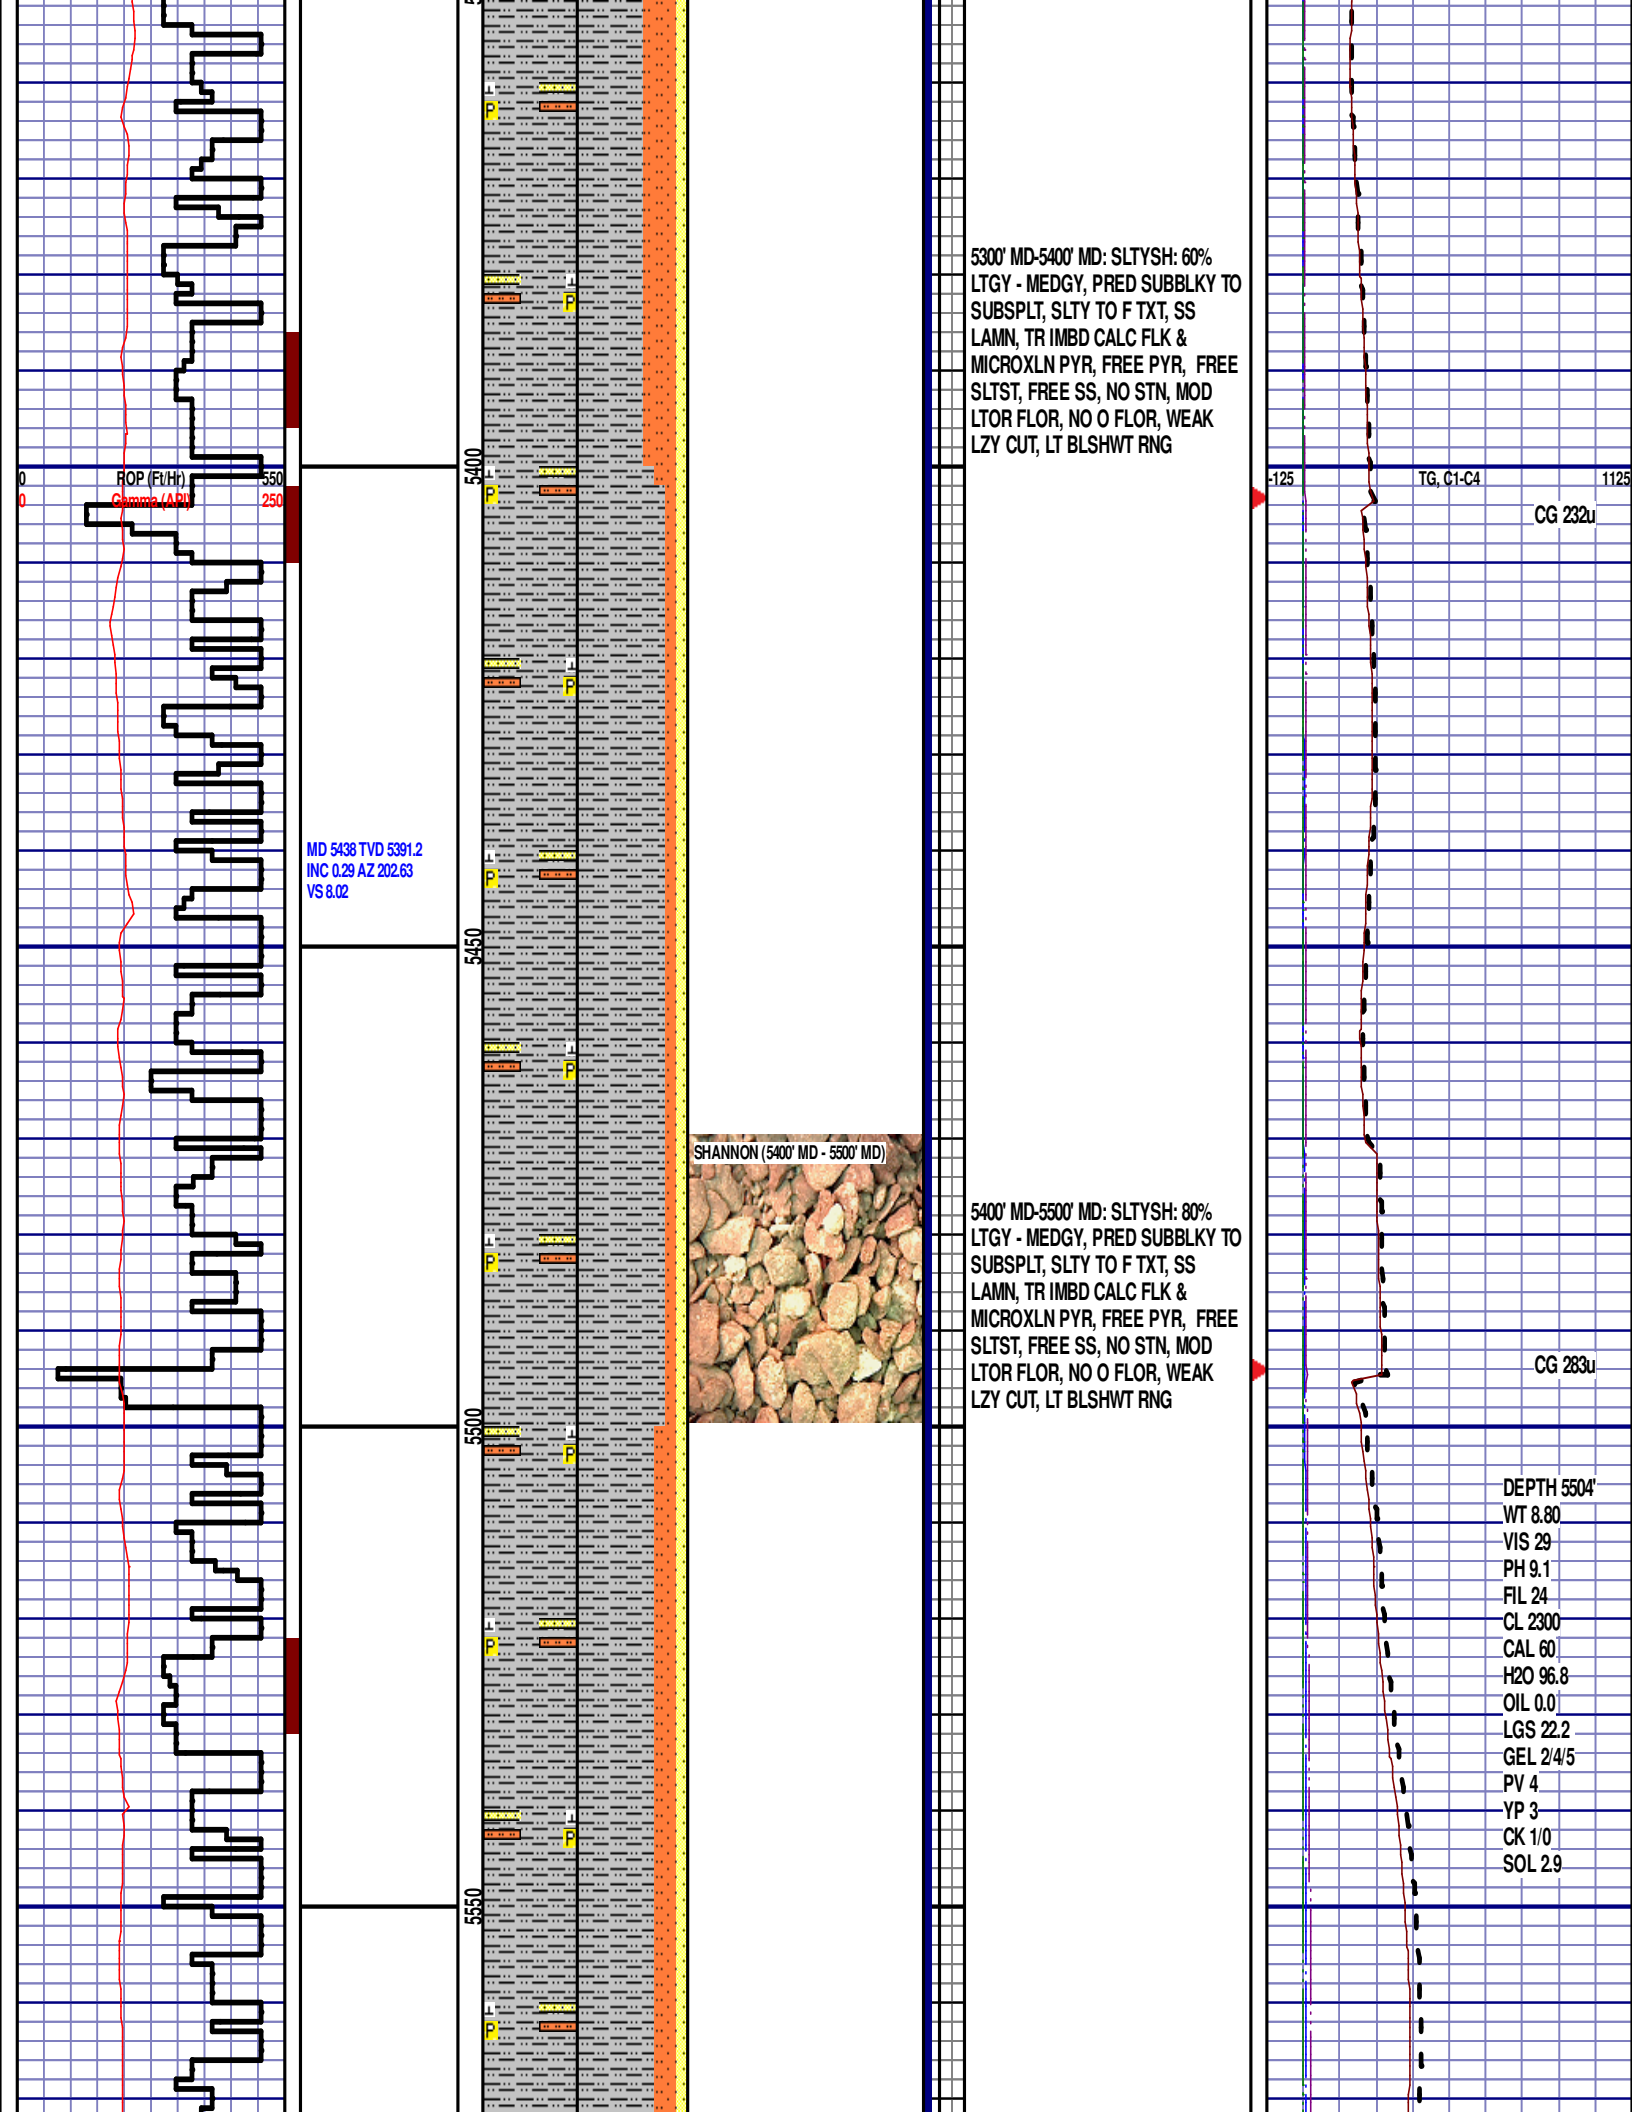 5300' MD-5400' MD: SLTYSH: 60%
LTGY - MEDGY, PRED SUBBLKY TO
SUBSPLT, SLTY TO F TXT, SS
LAMN, TR IMBD CALC FLK &
MICROXLN PYR, FREE PYR, FREE
SLTST, FREE SS, NO STN, MOD
LTOR FLOR, NO O FLOR, WEAK
LZY CUT, LT BLSHWT RNG
5400
0 ROP (Ft/Hr) 550
0 Gamma (API) 250
-125 TG, C1-C4 1125
CG 232u
MD 5438 TVD 5391.2
INC 0.29 AZ 202.63
VS 8.02
5450
SHANNON (5400' MD - 5500' MD)
5400' MD-5500' MD: SLTYSH: 80%
LTGY - MEDGY, PRED SUBBLKY TO
SUBSPLT, SLTY TO F TXT, SS
LAMN, TR IMBD CALC FLK &
MICROXLN PYR, FREE PYR, FREE
SLTST, FREE SS, NO STN, MOD
LTOR FLOR, NO O FLOR, WEAK
LZY CUT, LT BLSHWT RNG
CG 283u
5500
DEPTH 5504'
WT 8.80
VIS 29
PH 9.1
FIL 24
CL 2300
CAL 60
H2O 96.8
OIL 0.0
LGS 22.2
GEL 2/4/5
PV 4
YP 3
CK 1/0
SOL 2.9
5550
P
P
P
P
P
P
P
P
P
P
P